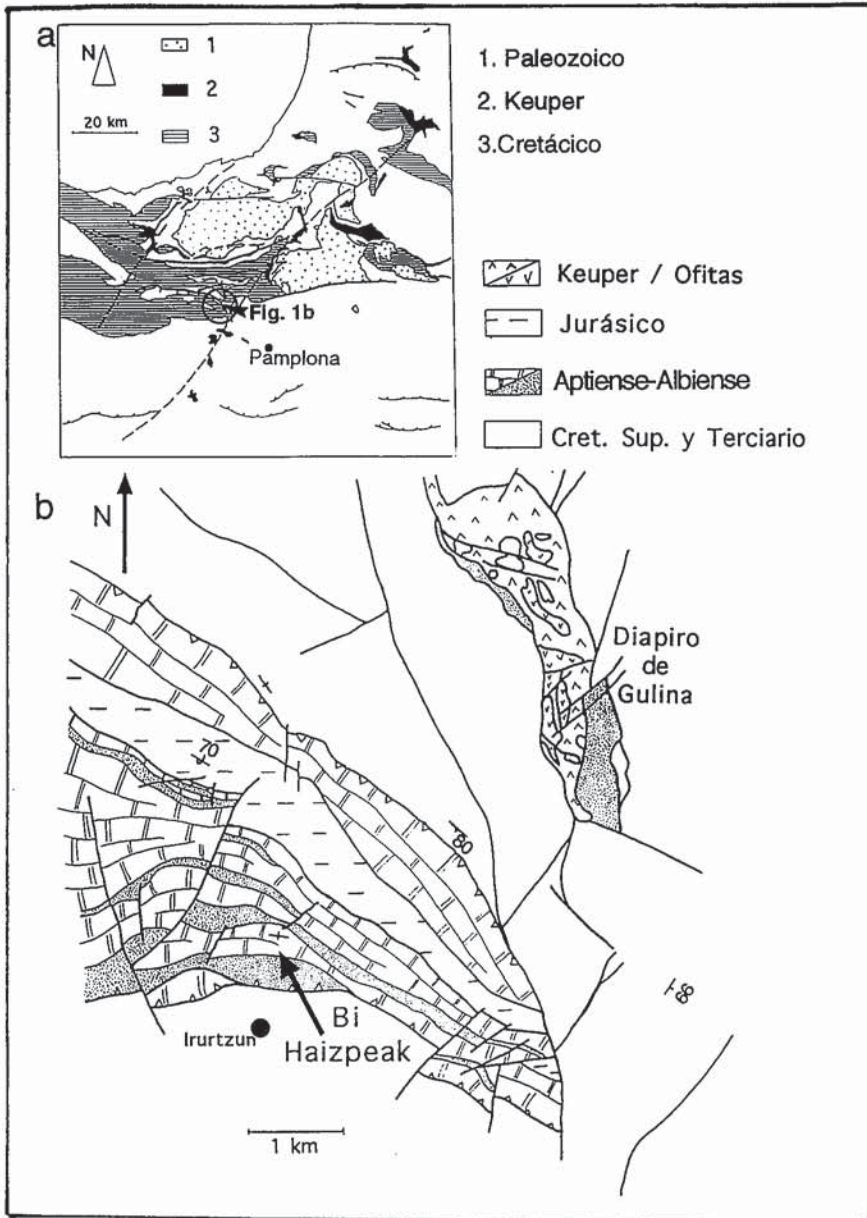 a
N
20 km
1
2
3
Fig. 1b
Pamplona
1. Paleozoico
2. Keuper
3.Cretácico
Keuper / Ofitas
Jurásico
Aptiense-Albiense
Cret. Sup. y Terciario
b
N
Diapiro
de
Gulina
70
80
Bi
Haizpeak
Irurtzun
1 km